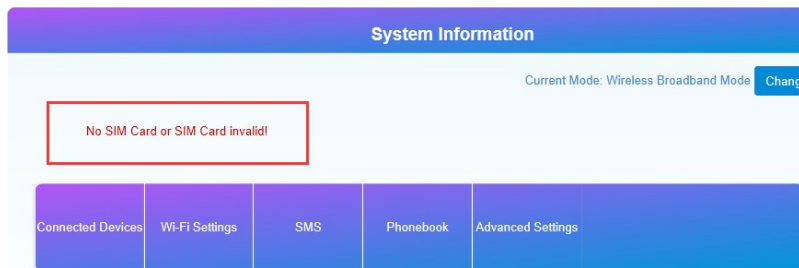 System Information
Current Mode: Wireless Broadband Mode
No SIM Card or SIM Card invalid!
Connected Devices Wi-Fi Settings SMS Phonebook Advanced Settings